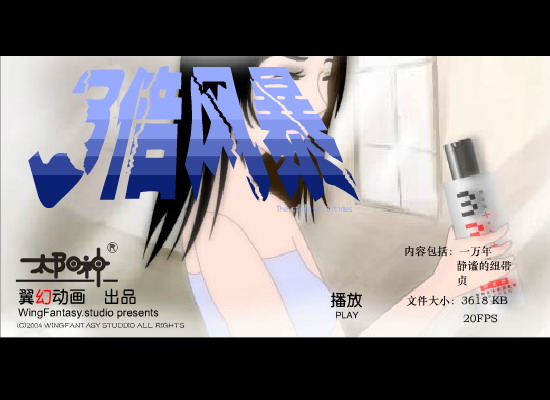 3倍风暴
太阳神®
翼幻动画 出品
WingFantasy.studio presents
(C)2004 WINGFANTASY STUDDIO ALL RIGHTS
播放
PLAY
内容包括：一万年
静谧的纽带
贞
文件大小：3618 KB
20FPS